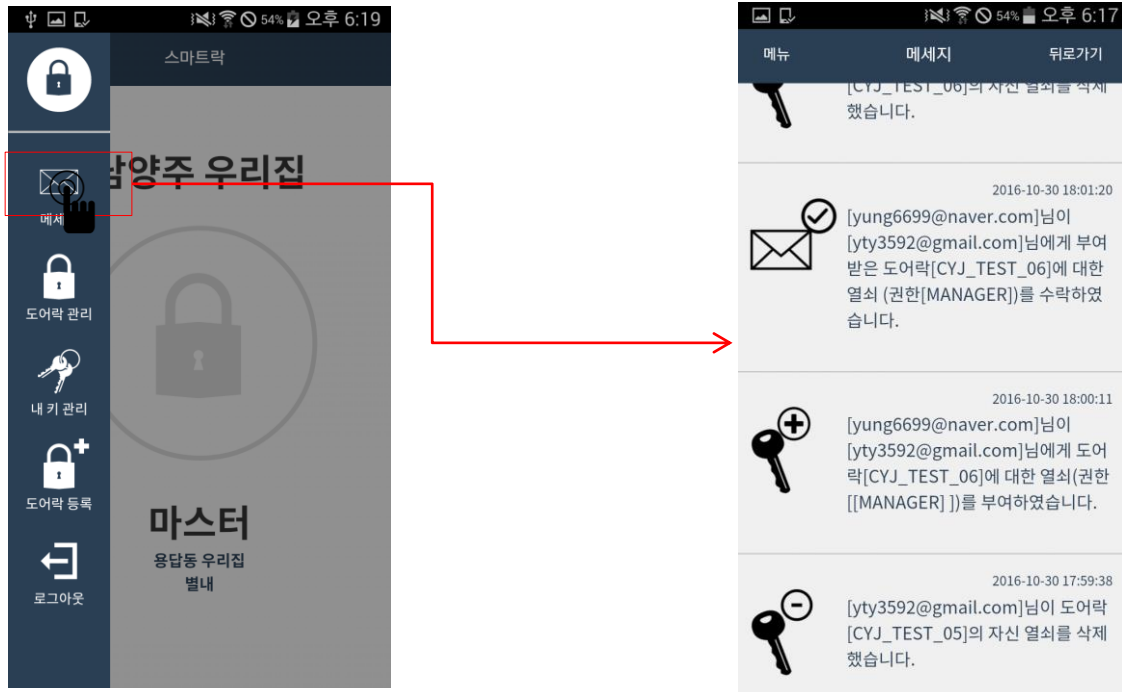 54% 오후 6:19
스마트락
남양주 우리집
메세
도어락 관리
내 키 관리
도어락 등록
로그아웃
마스터
용답동 우리집
별내
54% 오후 6:17
메뉴 메세지 뒤로가기
[CYJ_TEST_06]의 자신 열쇠를 삭제
했습니다.
2016-10-30 18:01:20
[yung6699@naver.com]님이
[yty3592@gmail.com]님에게 부여
받은 도어락[CYJ_TEST_06]에 대한
열쇠 (권한[MANAGER])를 수락하였
습니다.
2016-10-30 18:00:11
[yung6699@naver.com]님이
[yty3592@gmail.com]님에게 도어
락[CYJ_TEST_06]에 대한 열쇠(권한
[[MANAGER] ])를 부여하였습니다.
2016-10-30 17:59:38
[yty3592@gmail.com]님이 도어락
[CYJ_TEST_05]의 자신 열쇠를 삭제
했습니다.